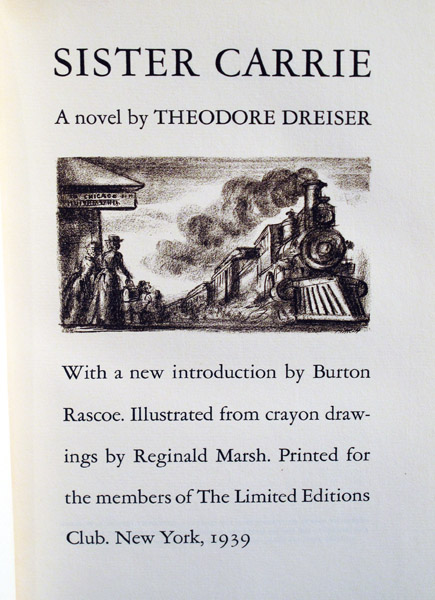 SISTER CARRIE
A novel by THEODORE DREISER
CHICAGO
With a new introduction by Burton
Rascoe. Illustrated from crayon draw-
ings by Reginald Marsh. Printed for
the members of The Limited Editions
Club. New York, 1939